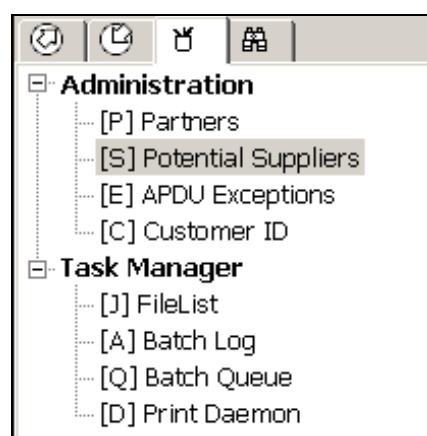 Administration
[P] Partners
[S] Potential Suppliers
[E] APDU Exceptions
[C] Customer ID
Task Manager
[J] FileList
[A] Batch Log
[Q] Batch Queue
[D] Print Daemon